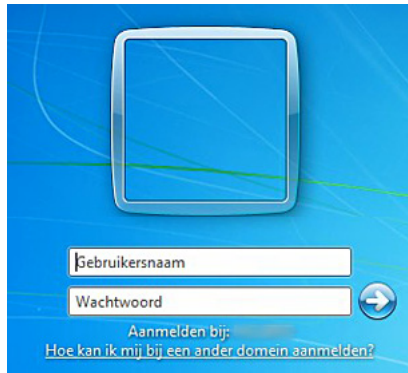 Gebruikersnaam
Wachtwoord
Aanmelden bij:
Hoe kan ik mij bij een ander domein aanmelden?